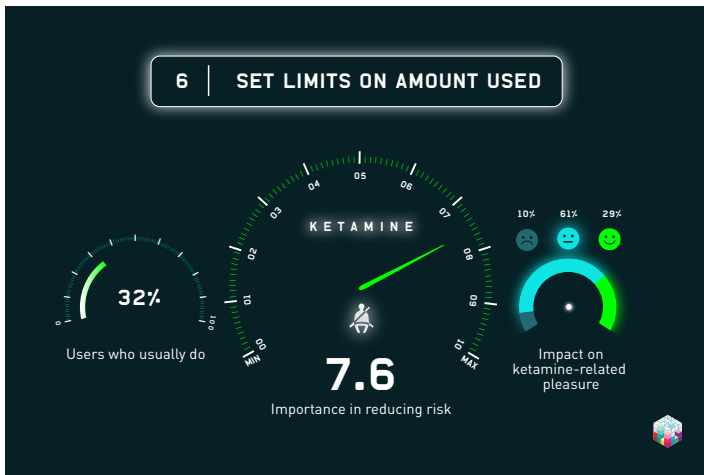 6 | SET LIMITS ON AMOUNT USED
KETAMINE
MIN
00
01
02
03
04
05
06
07
08
09
10
MAX
7.6
Importance in reducing risk
0
100
32%
Users who usually do
10% 61% 29%
Impact on
ketamine-related
pleasure